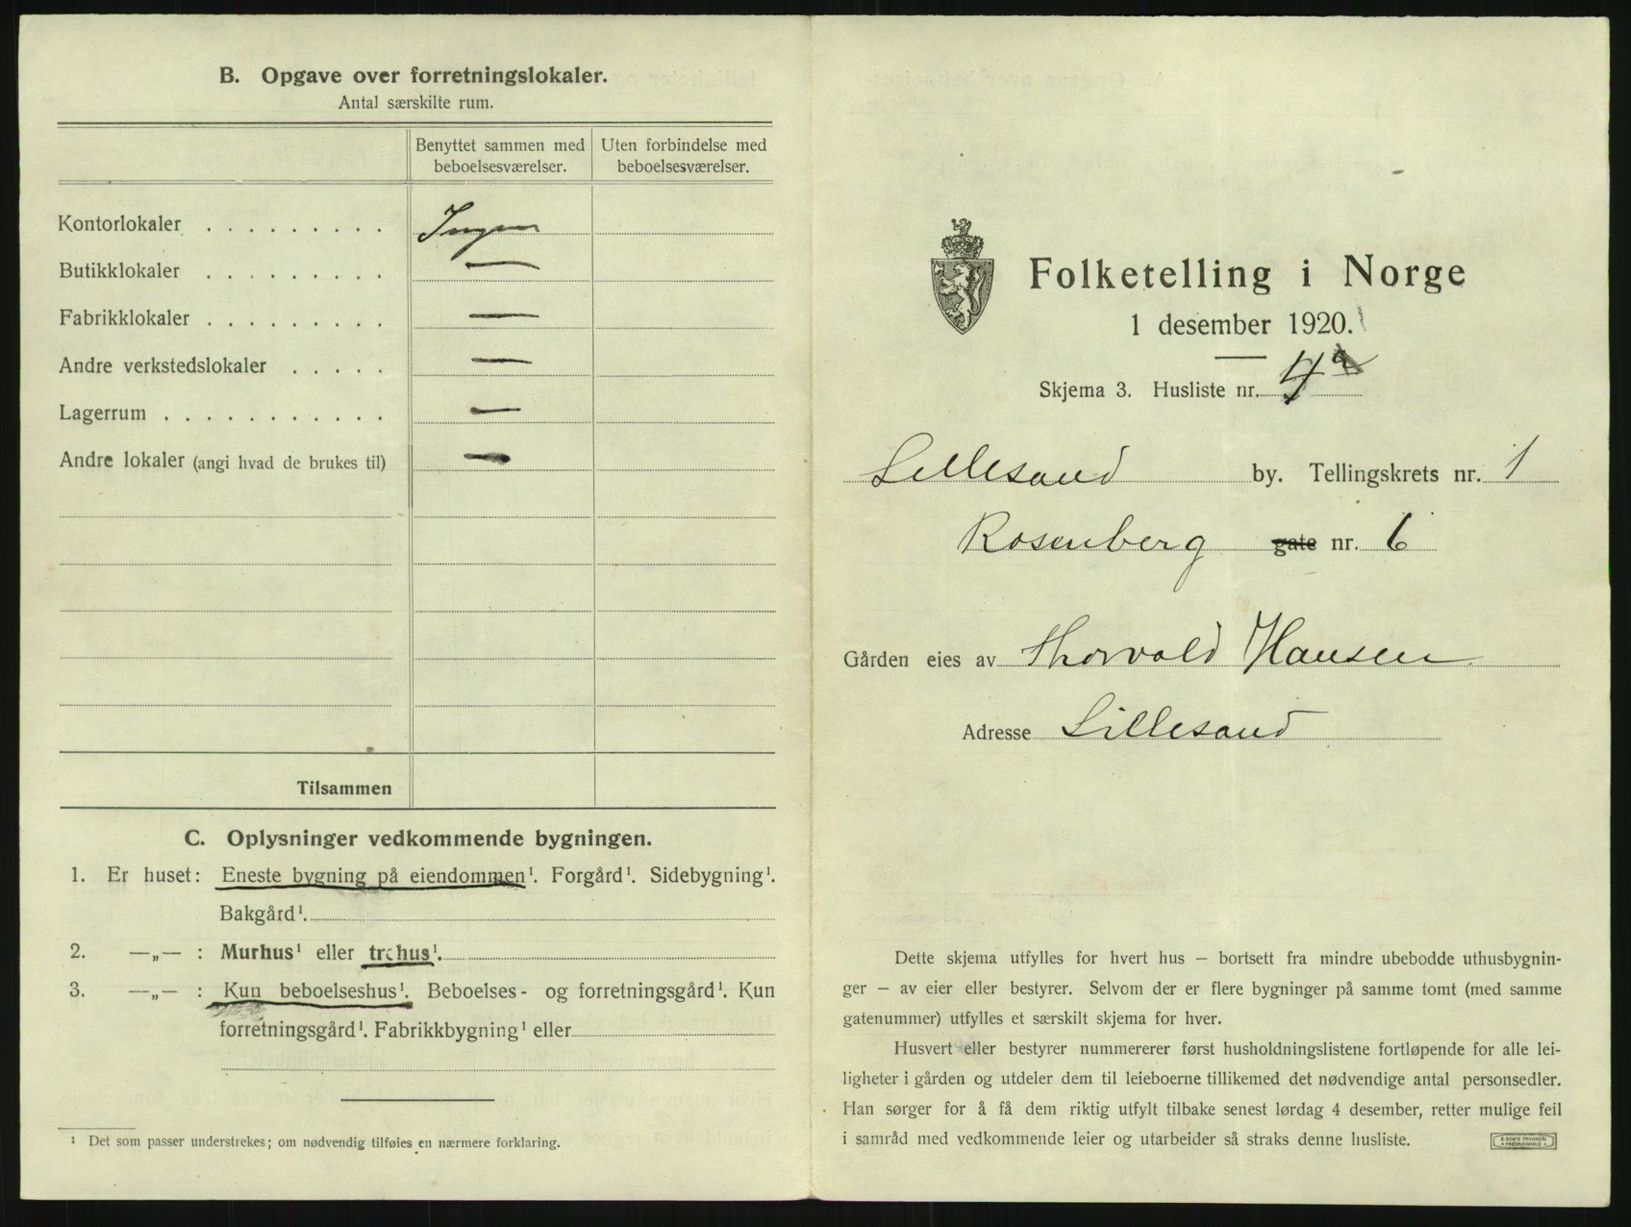 B. Opgave over forretningslokaler.
Antal særskilte rum.
Benyttet sammen med beboelsesværelser.
Uten forbindelse med beboelsesværelser.
Kontorlokaler . . . . . . . . . Ingen
Butikklokaler . . . . . . . . . —
Fabrikklokaler . . . . . . . . . —
Andre verkstedslokaler . . . . . —
Lagerrum . . . . . . . . . . . —
Andre lokaler (angi hvad de brukes til) —
Tilsammen
C. Oplysninger vedkommende bygningen.
1. Er huset: Eneste bygning på eiendommen¹. Forgård¹. Sidebygning¹.
Bakgård¹.
2. —„— : Murhus¹ eller trehus¹.
3. —„— : Kun beboelseshus¹. Beboelses- og forretningsgård¹. Kun
forretningsgård¹. Fabrikkbygning¹ eller
¹ Det som passer understrekes; om nødvendig tilføies en nærmere forklaring.
Folketelling i Norge
1 desember 1920.
Skjema 3. Husliste nr. 4
Lillesand by. Tellingskrets nr. 1
Rosenberg gate nr. 6
Gården eies av Thorvald Hansen
Adresse Lillesand
Dette skjema utfylles for hvert hus – bortsett fra mindre ubebodde uthusbygnin-
ger – av eier eller bestyrer. Selvom der er flere bygninger på samme tomt (med samme
gatenummer) utfylles et særskilt skjema for hver.
Husvert eller bestyrer nummererer først husholdningslistene fortløpende for alle lei-
ligheter i gården og utdeler dem til leieboerne tillikemed det nødvendige antal personsedler.
Han sørger for å få dem riktig utfylt tilbake senest lørdag 4 desember, retter mulige feil
i samråd med vedkommende leier og utarbeider så straks denne husliste.